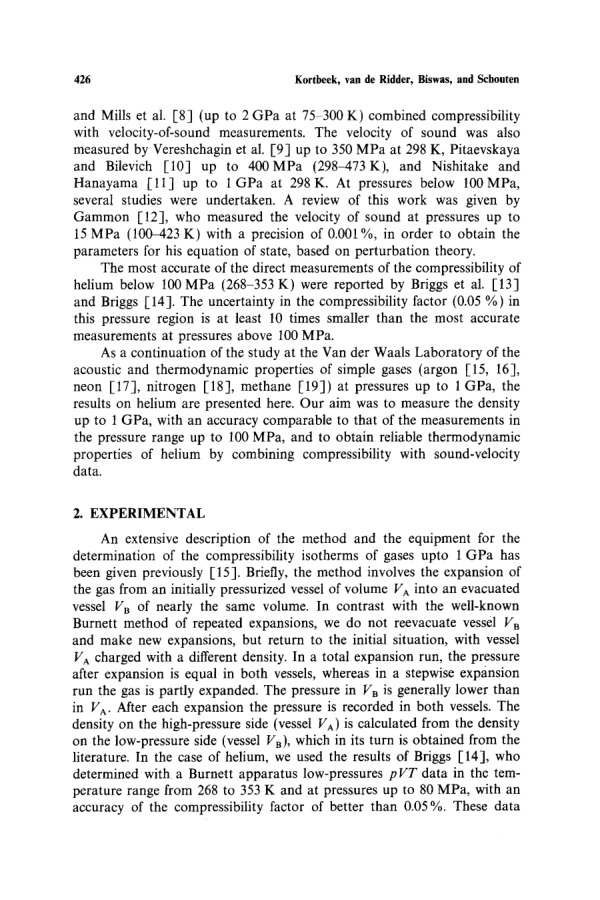 426 Kortbeek, van de Ridder, Biswas, and Schouten
and Mills et al. [8] (up to 2 GPa at 75–300 K) combined compressibility
with velocity-of-sound measurements. The velocity of sound was also
measured by Vereshchagin et al. [9] up to 350 MPa at 298 K, Pitaevskaya
and Bilevich [10] up to 400 MPa (298–473 K), and Nishitake and
Hanayama [11] up to 1 GPa at 298 K. At pressures below 100 MPa,
several studies were undertaken. A review of this work was given by
Gammon [12], who measured the velocity of sound at pressures up to
15 MPa (100–423 K) with a precision of 0.001%, in order to obtain the
parameters for his equation of state, based on perturbation theory.
The most accurate of the direct measurements of the compressibility of
helium below 100 MPa (268–353 K) were reported by Briggs et al. [13]
and Briggs [14]. The uncertainty in the compressibility factor (0.05 %) in
this pressure region is at least 10 times smaller than the most accurate
measurements at pressures above 100 MPa.
As a continuation of the study at the Van der Waals Laboratory of the
acoustic and thermodynamic properties of simple gases (argon [15, 16],
neon [17], nitrogen [18], methane [19]) at pressures up to 1 GPa, the
results on helium are presented here. Our aim was to measure the density
up to 1 GPa, with an accuracy comparable to that of the measurements in
the pressure range up to 100 MPa, and to obtain reliable thermodynamic
properties of helium by combining compressibility with sound-velocity
data.
2. EXPERIMENTAL
An extensive description of the method and the equipment for the
determination of the compressibility isotherms of gases upto 1 GPa has
been given previously [15]. Briefly, the method involves the expansion of
the gas from an initially pressurized vessel of volume V_A into an evacuated
vessel V_B of nearly the same volume. In contrast with the well-known
Burnett method of repeated expansions, we do not reevacuate vessel V_B
and make new expansions, but return to the initial situation, with vessel
V_A charged with a different density. In a total expansion run, the pressure
after expansion is equal in both vessels, whereas in a stepwise expansion
run the gas is partly expanded. The pressure in V_B is generally lower than
in V_A. After each expansion the pressure is recorded in both vessels. The
density on the high-pressure side (vessel V_A) is calculated from the density
on the low-pressure side (vessel V_B), which in its turn is obtained from the
literature. In the case of helium, we used the results of Briggs [14], who
determined with a Burnett apparatus low-pressures pVT data in the tem-
perature range from 268 to 353 K and at pressures up to 80 MPa, with an
accuracy of the compressibility factor of better than 0.05%. These data